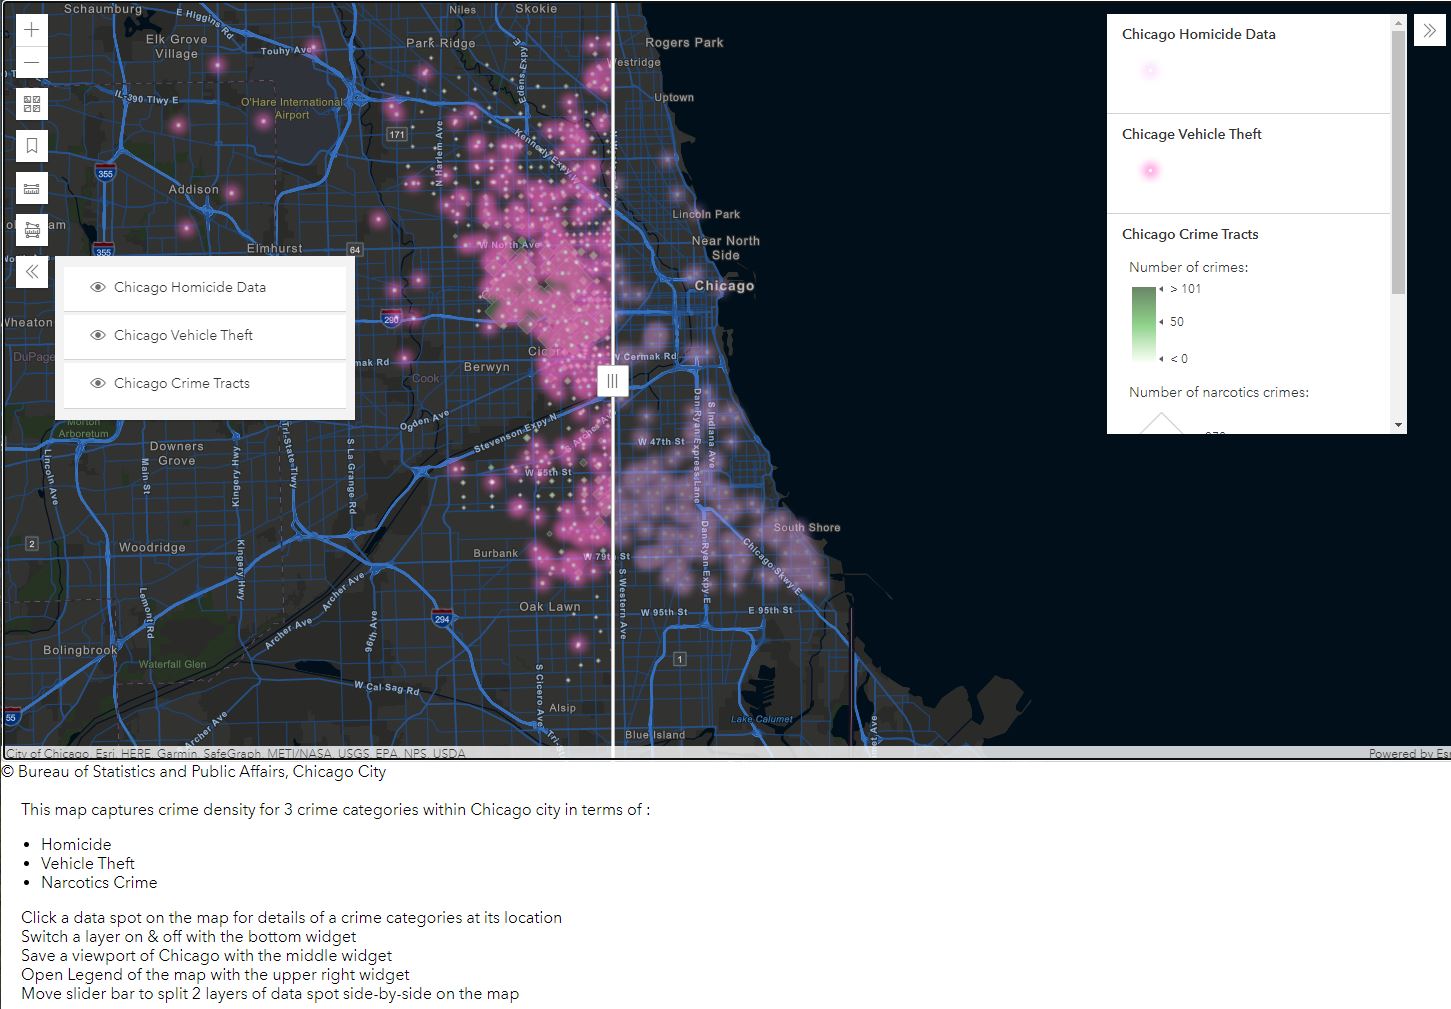 Schaumburg
E Higgins Rd
Niles
Skokie
Elk Grove
Village
Touhy Ave
Park Ridge
Edens Expy
Rogers Park
Westridge
IL-390 Tlwy E
O'Hare International
Airport
171
N Harlem Ave
Kennedy Expy W
Uptown
355
Addison
Lincoln Park
355
Elmhurst
64
W North Ave
Near North
Side
Chicago
Wheaton
290
DuPage
Cook
Berwyn
W Cermak Rd
Morton
Arboretum
Ogden Ave
Stevenson Expy N
S Archer Av
Dan Ryan Express Lane
S Indiana Ave
W 47th St
Downers
Grove
Lincoln Ave
Main St
Kingery Hwy
Tri-State Tlwy
S La Grange Rd
W 55th St
2
Woodridge
Kingery Hwy
Burbank
W 79th St
Dan Ryan Expy E
South Shore
Chicago Skwy E
Lemont Rd
Archer Ave
Archer Ave
96th Ave
294
Oak Lawn
S Western Ave
W 95th St
E 95th St
Bolingbrook
Waterfall Glen
W Cal Sag Rd
S Cicero Ave
1
55
Archer Ave
Alsip
Blue Island
Lake Calumet
Chicago Homicide Data
Chicago Vehicle Theft
Chicago Crime Tracts
Chicago Homicide Data
Chicage Vehicle Theft
Chicago Crime Tracts
Number of crimes:
> 101
50
< 0
Number of narcotics crimes:
City of Chicago, Esri, HERE, Garmin, SafeGraph, METI/NASA, USGS, EPA, NPS, USDA
Powered by Esri
© Bureau of Statistics and Public Affairs, Chicago City
This map captures crime density for 3 crime categories within Chicago city in terms of :
• Homicide
• Vehicle Theft
• Narcotics Crime
Click a data spot on the map for details of a crime categories at its location
Switch a layer on & off with the bottom widget
Save a viewport of Chicago with the middle widget
Open Legend of the map with the upper right widget
Move slider bar to split 2 layers of data spot side-by-side on the map